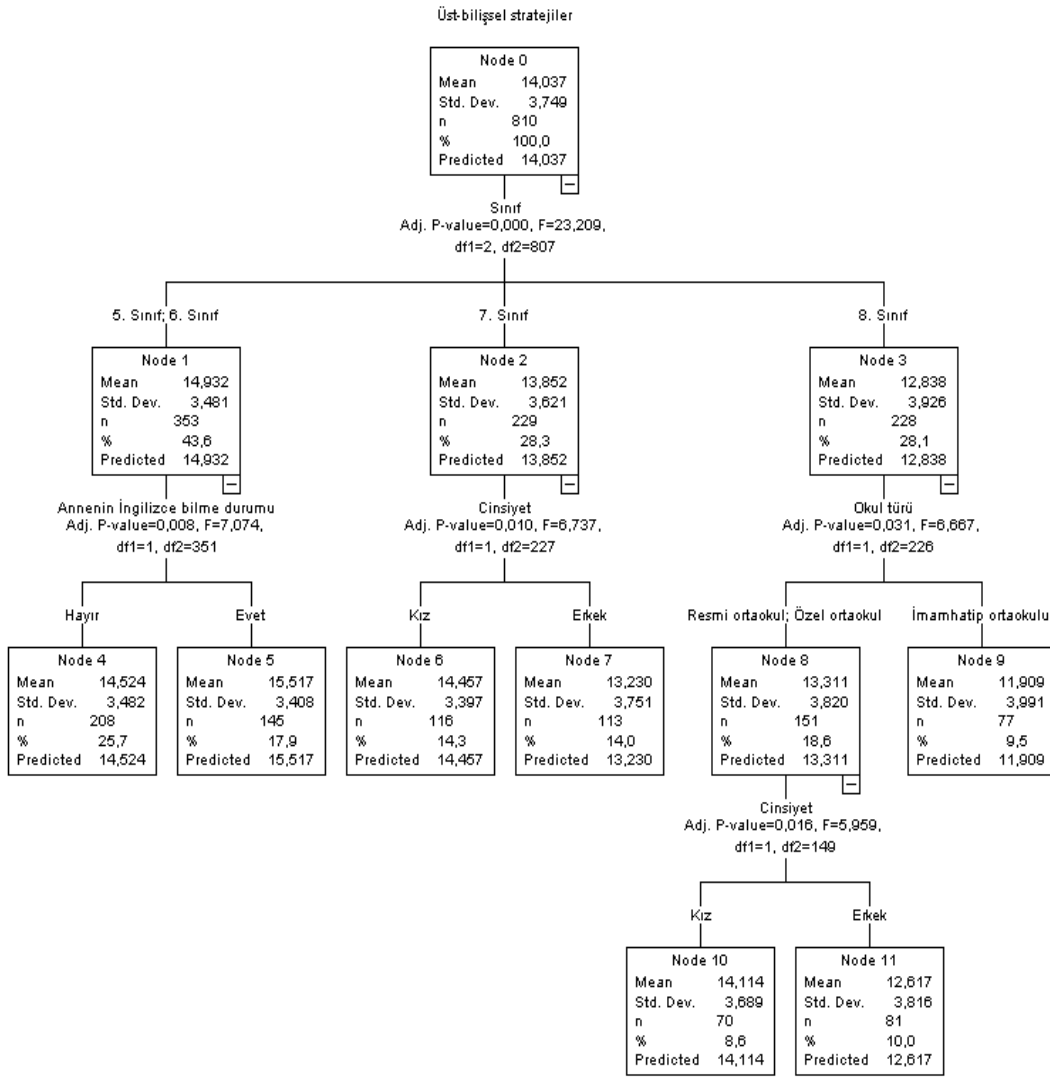 Üst-bilişsel stratejiler
Node 0
Mean 14,037
Std. Dev. 3,749
n 810
% 100,0
Predicted 14,037
Sınıf
Adj. P-value=0,000, F=23,209,
df1=2, df2=807
5. Sınıf; 6. Sınıf
7. Sınıf
8. Sınıf
Node 1
Mean 14,932
Std. Dev. 3,481
n 353
% 43,6
Predicted 14,932
Node 2
Mean 13,852
Std. Dev. 3,621
n 229
% 28,3
Predicted 13,852
Node 3
Mean 12,838
Std. Dev. 3,926
n 228
% 28,1
Predicted 12,838
Annenin İngilizce bilme durumu
Adj. P-value=0,008, F=7,074,
df1=1, df2=351
Cinsiyet
Adj. P-value=0,010, F=6,737,
df1=1, df2=227
Okul türü
Adj. P-value=0,031, F=6,667,
df1=1, df2=226
Hayır
Evet
Kız
Erkek
Resmi ortaokul; Özel ortaokul
İmamhatip ortaokulu
Node 4
Mean 14,524
Std. Dev. 3,482
n 208
% 25,7
Predicted 14,524
Node 5
Mean 15,517
Std. Dev. 3,408
n 145
% 17,9
Predicted 15,517
Node 6
Mean 14,457
Std. Dev. 3,397
n 116
% 14,3
Predicted 14,457
Node 7
Mean 13,230
Std. Dev. 3,751
n 113
% 14,0
Predicted 13,230
Node 8
Mean 13,311
Std. Dev. 3,820
n 151
% 18,6
Predicted 13,311
Node 9
Mean 11,909
Std. Dev. 3,991
n 77
% 9,5
Predicted 11,909
Cinsiyet
Adj. P-value=0,016, F=5,959,
df1=1, df2=149
Kız
Erkek
Node 10
Mean 14,114
Std. Dev. 3,689
n 70
% 8,6
Predicted 14,114
Node 11
Mean 12,617
Std. Dev. 3,816
n 81
% 10,0
Predicted 12,617